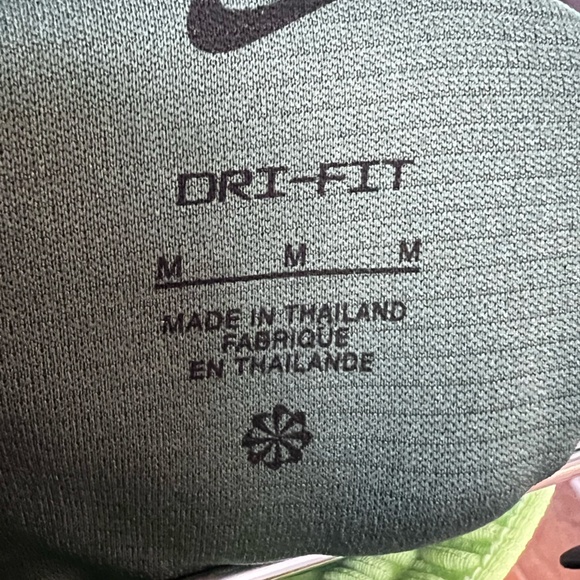 DRI-FIT
M M M
MADE IN THAILAND
FABRIQUE
EN THAILANDE